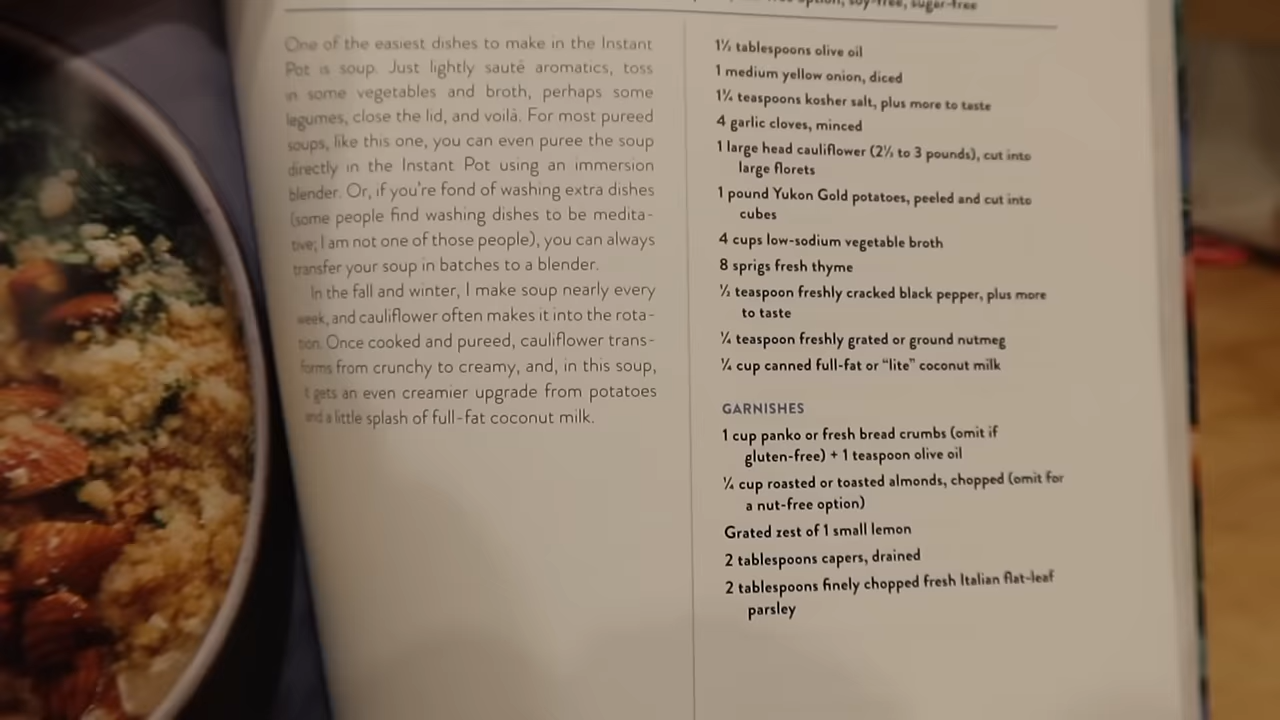 option, soy-free, sugar-free
One of the easiest dishes to make in the Instant
Pot is soup. Just lightly sauté aromatics, toss
in some vegetables and broth, perhaps some
legumes, close the lid, and voilà. For most pureed
soups, like this one, you can even puree the soup
directly in the Instant Pot using an immersion
blender. Or, if you're fond of washing extra dishes
(some people find washing dishes to be medita-
tive; I am not one of those people), you can always
transfer your soup in batches to a blender.
In the fall and winter, I make soup nearly every
week, and cauliflower often makes it into the rota-
tion. Once cooked and pureed, cauliflower trans-
forms from crunchy to creamy, and, in this soup,
it gets an even creamier upgrade from potatoes
and a little splash of full-fat coconut milk.
1½ tablespoons olive oil
1 medium yellow onion, diced
1¼ teaspoons kosher salt, plus more to taste
4 garlic cloves, minced
1 large head cauliflower (2½ to 3 pounds), cut into
large florets
1 pound Yukon Gold potatoes, peeled and cut into
cubes
4 cups low-sodium vegetable broth
8 sprigs fresh thyme
½ teaspoon freshly cracked black pepper, plus more
to taste
¼ teaspoon freshly grated or ground nutmeg
¼ cup canned full-fat or “lite” coconut milk
GARNISHES
1 cup panko or fresh bread crumbs (omit if
gluten-free) + 1 teaspoon olive oil
¼ cup roasted or toasted almonds, chopped (omit for
a nut-free option)
Grated zest of 1 small lemon
2 tablespoons capers, drained
2 tablespoons finely chopped fresh Italian flat-leaf
parsley